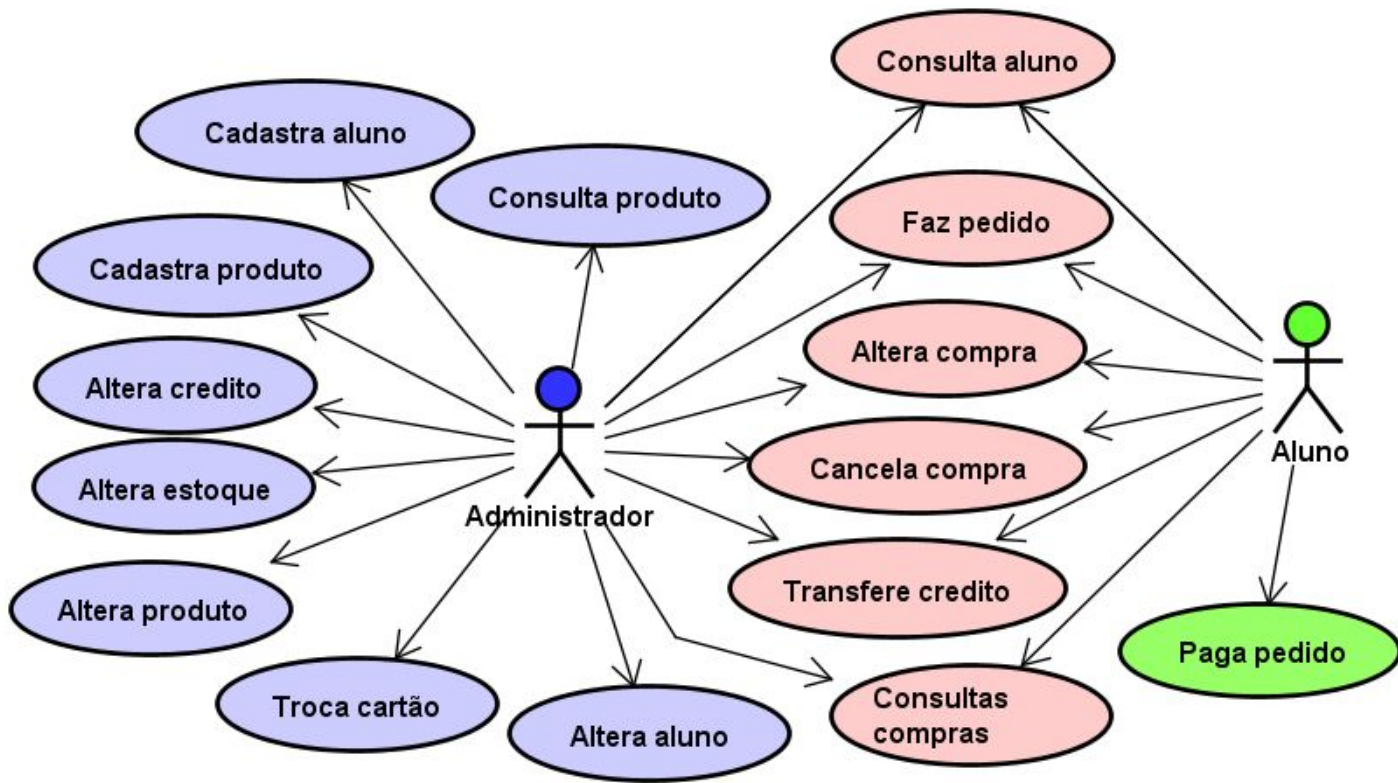 Consulta aluno
Cadastra aluno
Consulta produto
Faz pedido
Cadastra produto
Altera compra
Altera credito
Aluno
Cancela compra
Altera estoque
Administrador
Transfere credito
Altera produto
Paga pedido
Troca cartão
Altera aluno
Consultas
compras